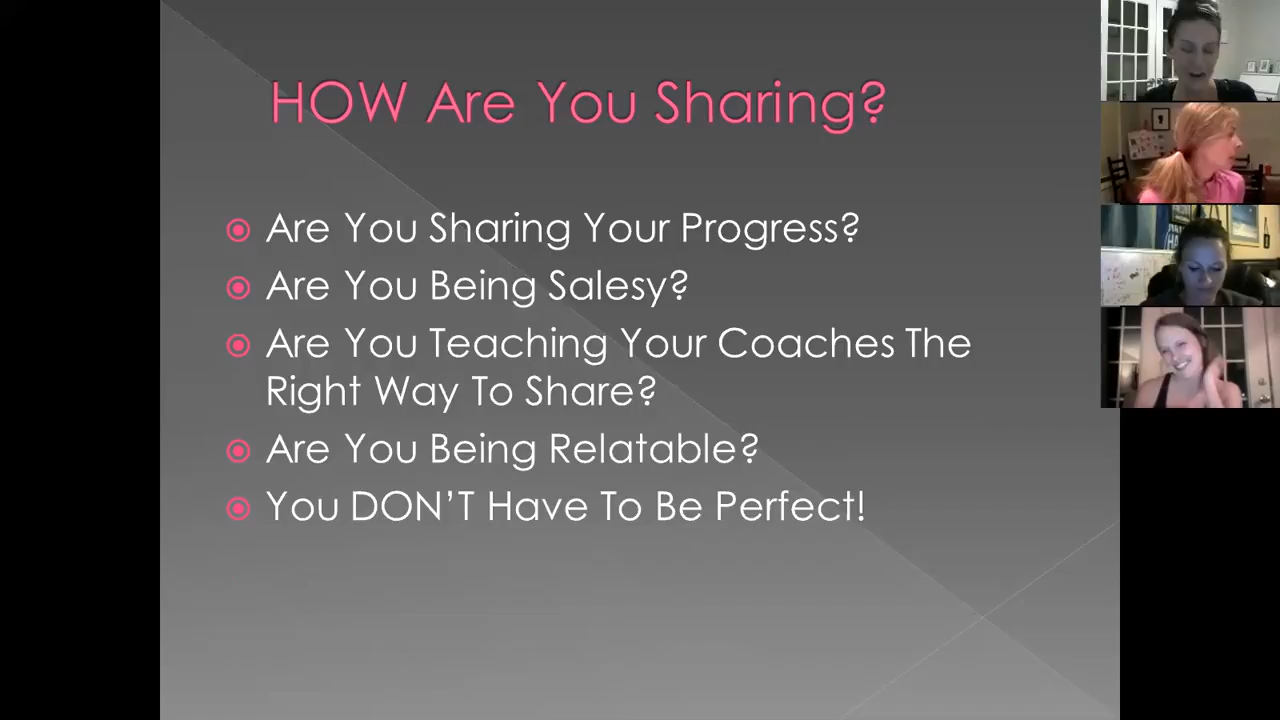 HOW Are You Sharing?
Are You Sharing Your Progress?
Are You Being Salesy?
Are You Teaching Your Coaches The
Right Way To Share?
Are You Being Relatable?
You DON'T Have To Be Perfect!